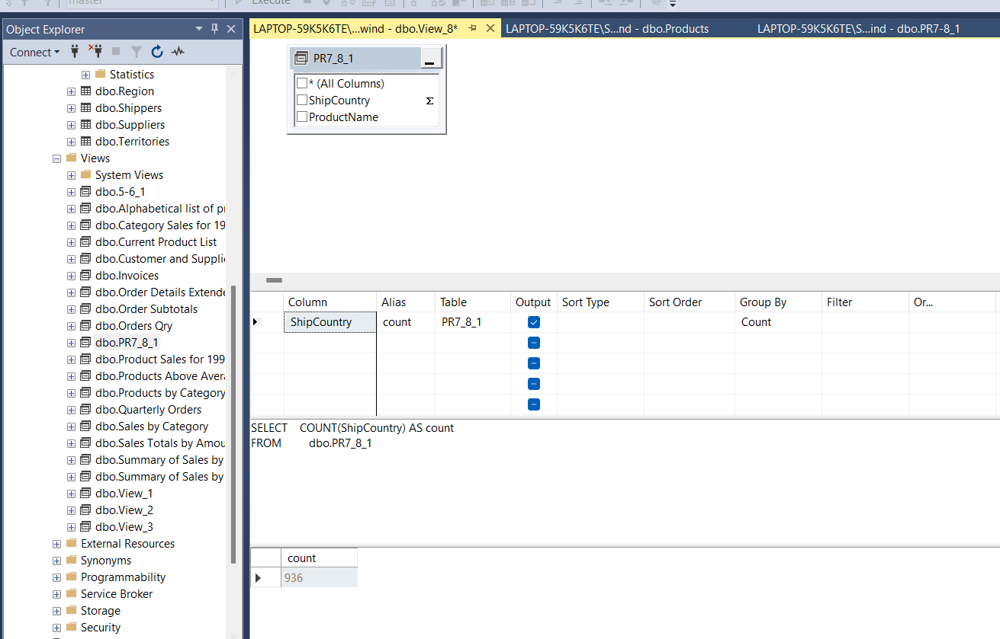 master
Execute
Object Explorer
Connect
Statistics
dbo.Region
dbo.Shippers
dbo.Suppliers
dbo.Territories
Views
System Views
dbo.5-6_1
dbo.Alphabetical list of pr
dbo.Category Sales for 19
dbo.Current Product List
dbo.Customer and Supplie
dbo.Invoices
dbo.Order Details Extende
dbo.Order Subtotals
dbo.Orders Qry
dbo.PR7_8_1
dbo.Product Sales for 199
dbo.Products Above Avera
dbo.Products by Category
dbo.Quarterly Orders
dbo.Sales by Category
dbo.Sales Totals by Amou
dbo.Summary of Sales by
dbo.Summary of Sales by
dbo.View_1
dbo.View_2
dbo.View_3
External Resources
Synonyms
Programmability
Service Broker
Storage
Security
LAPTOP-59K5K6TE\...wind - dbo.View_8* LAPTOP-59K5K6TE\S...nd - dbo.Products LAPTOP-59K5K6TE\S...ind - dbo.PR7-8_1
PR7_8_1
* (All Columns)
ShipCountry Σ
ProductName
Column Alias Table Output Sort Type Sort Order Group By Filter Or...
ShipCountry count PR7_8_1 Count
SELECT COUNT(ShipCountry) AS count
FROM dbo.PR7_8_1
count
936